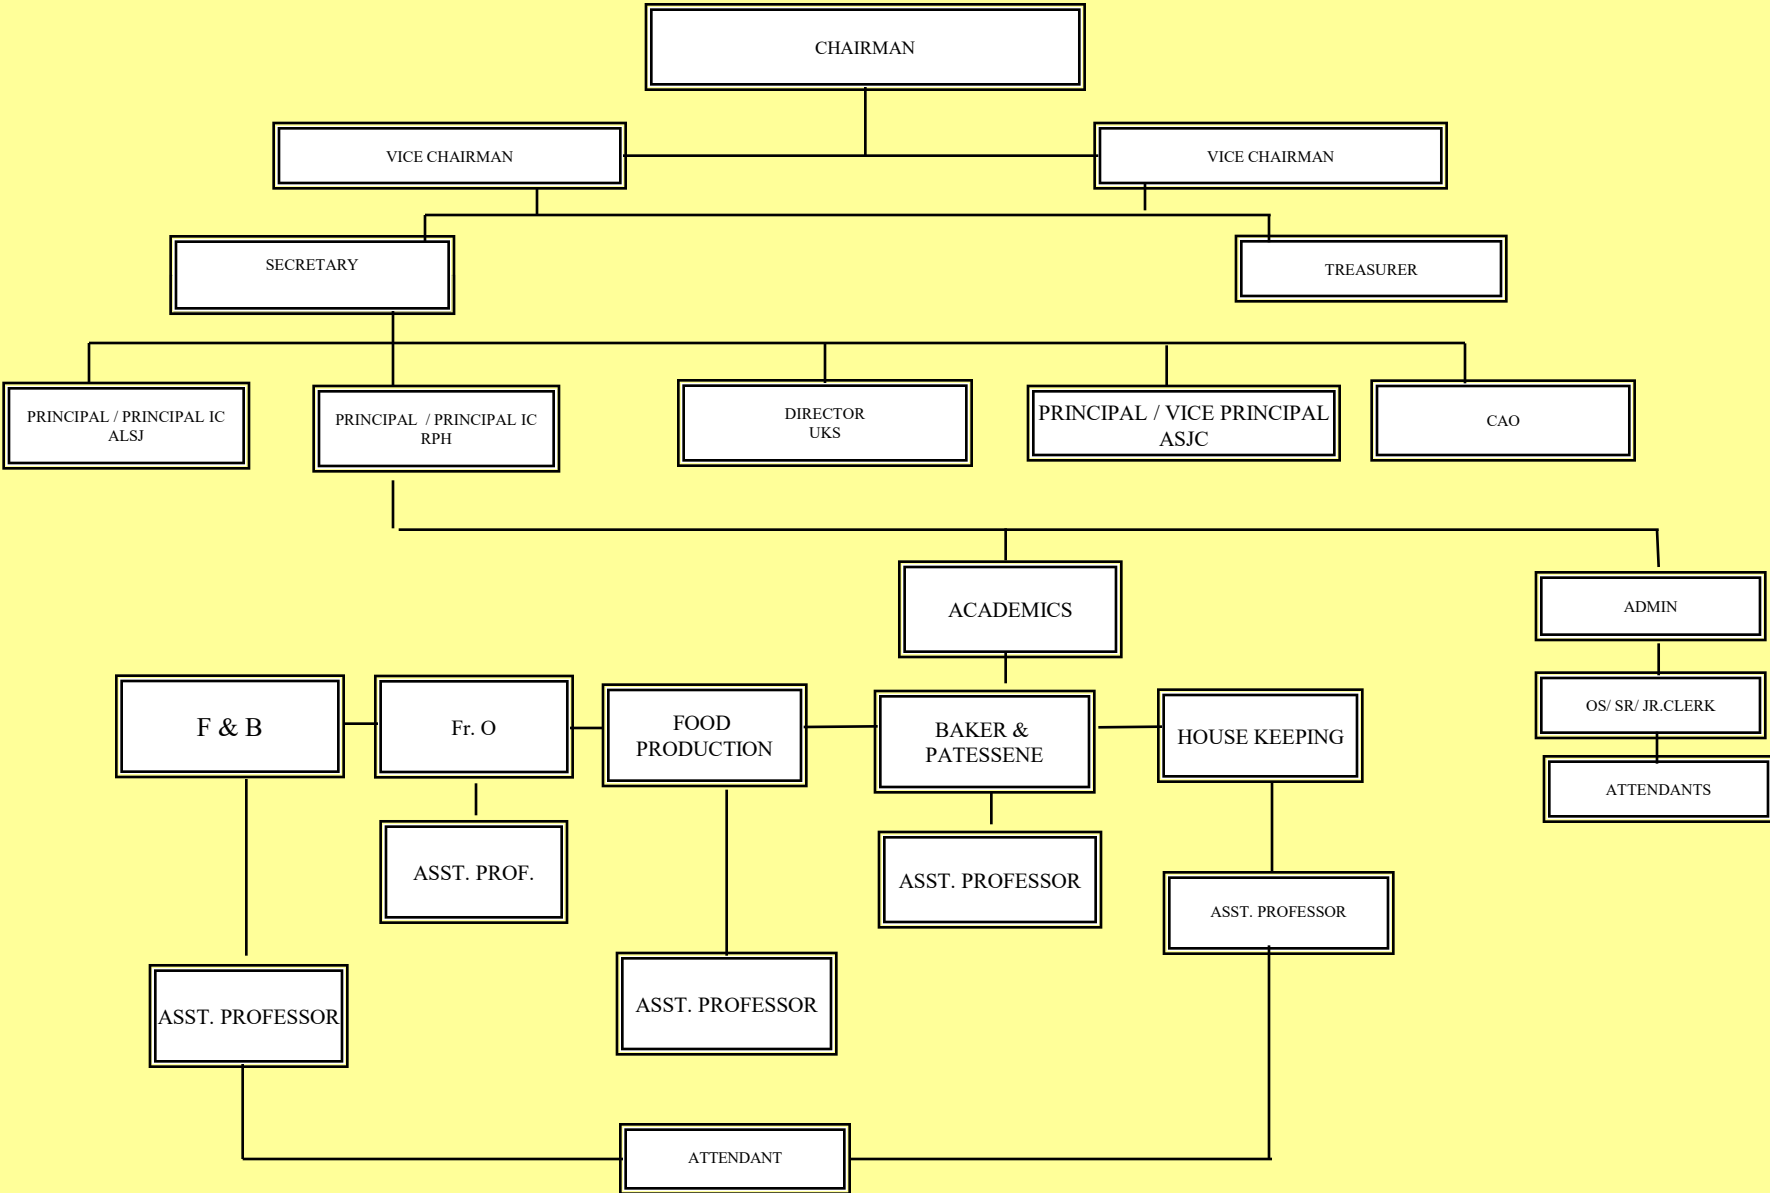 CHAIRMAN
VICE CHAIRMAN
VICE CHAIRMAN
SECRETARY
TREASURER
PRINCIPAL / PRINCIPAL IC
ALSJ
PRINCIPAL / PRINCIPAL IC
RPH
DIRECTOR
UKS
PRINCIPAL / VICE PRINCIPAL
ASJC
CAO
ACADEMICS
ADMIN
F & B
Fr. O
FOOD
PRODUCTION
BAKER &
PATESSENE
HOUSE KEEPING
OS/ SR/ JR.CLERK
ATTENDANTS
ASST. PROF.
ASST. PROFESSOR
ASST. PROFESSOR
ASST. PROFESSOR
ASST. PROFESSOR
ATTENDANT